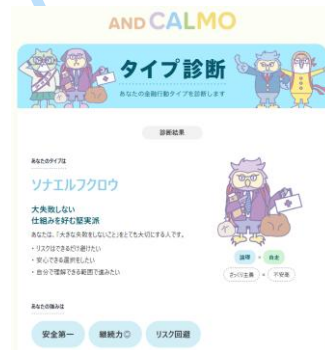 AND CALMO
タイプ診断
あなたの金融行動タイプを診断します
診断結果
あなたのタイプは
ソナエルフクロウ
大失敗しない
仕組みを好む堅実派
あなたは、「大きな失敗をしないこと」をとても大切にする人です。
・リスクはできるだけ避けたい
・安心できる選択をしたい
・自分で理解できる範囲で進みたい
あなたの強みは
安全第一
継続力◎
リスク回避